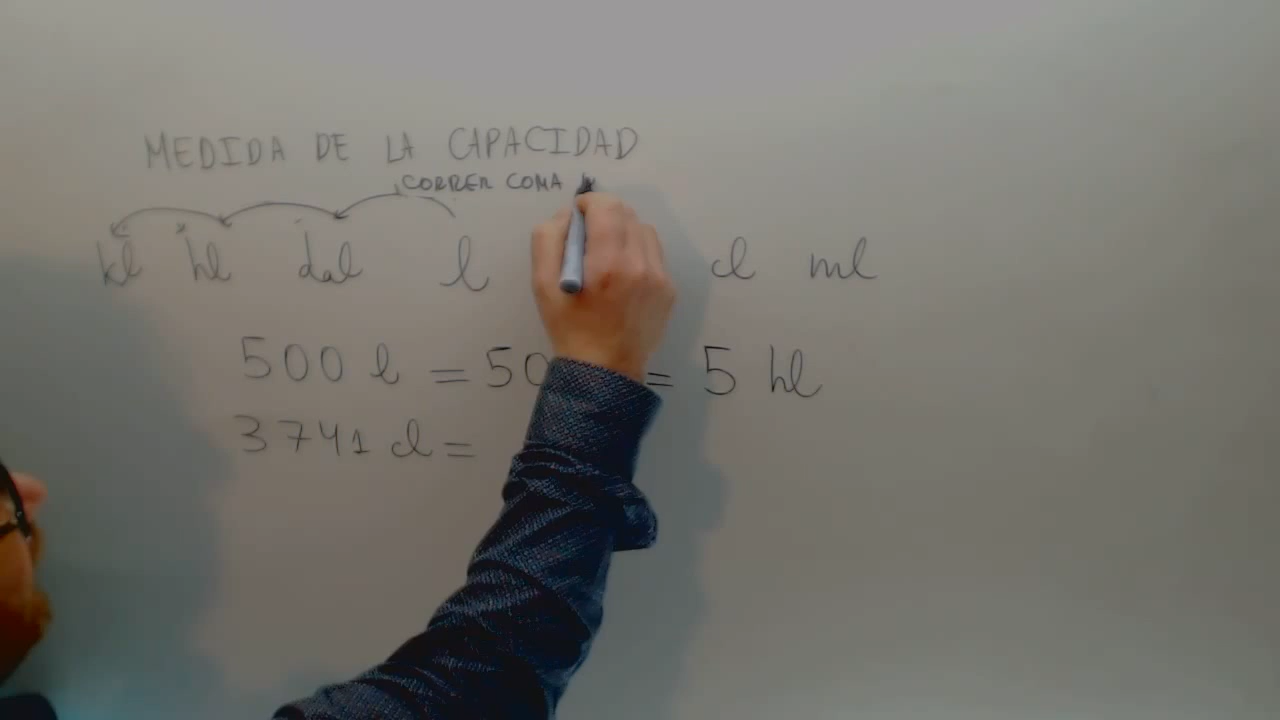 MEDIDA DE LA CAPACIDAD
CORRER COMA
kl hl dal l cl ml
500 l = 50 = 5 hl
3741 cl =